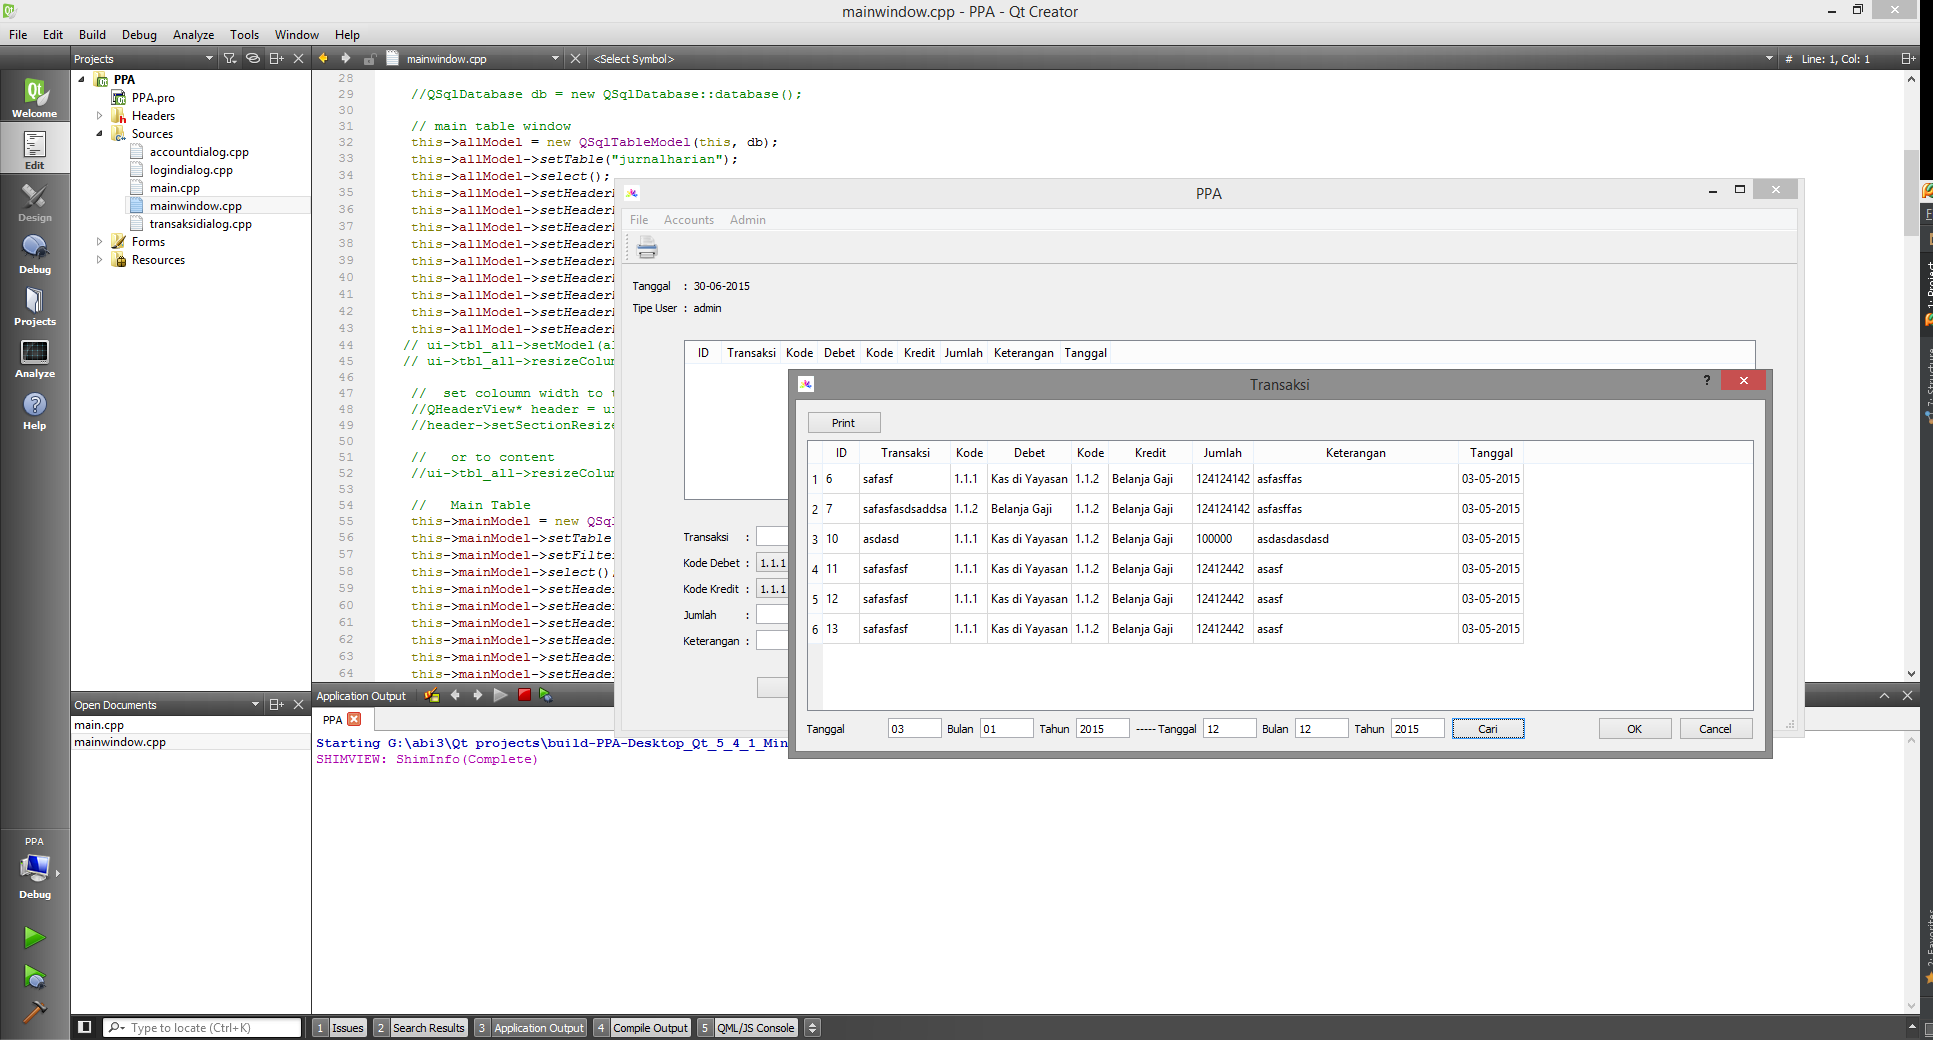 mainwindow.cpp - PPA - Qt Creator
File Edit Build Debug Analyze Tools Window Help
Projects
mainwindow.cpp
<Select Symbol>
# Line: 1, Col: 1
Welcome
Edit
Design
Debug
Projects
Analyze
Help
PPA
Debug
PPA
PPA.pro
Headers
Sources
accountdialog.cpp
logindialog.cpp
main.cpp
mainwindow.cpp
transaksidialog.cpp
Forms
Resources
28
29 //QSqlDatabase db = new QSqlDatabase::database();
30
31 // main table window
32 this->allModel = new QSqlTableModel(this, db);
33 this->allModel->setTable("jurnalharian");
34 this->allModel->select();
35 this->allModel->setHeader
36 this->allModel->setHeader
37 this->allModel->setHeader
38 this->allModel->setHeader
39 this->allModel->setHeader
40 this->allModel->setHeader
41 this->allModel->setHeader
42 this->allModel->setHeader
43 this->allModel->setHeader
44 // ui->tbl_all->setModel(al
45 // ui->tbl_all->resizeColum
46
47 // set coloumn width to t
48 //QHeaderView* header = ui
49 //header->setSectionResize
50
51 // or to content
52 //ui->tbl_all->resizeColum
53
54 // Main Table
55 this->mainModel = new QSql
56 this->mainModel->setTable
57 this->mainModel->setFilter
58 this->mainModel->select()
59 this->mainModel->setHeade
60 this->mainModel->setHeade
61 this->mainModel->setHeade
62 this->mainModel->setHeade
63 this->mainModel->setHeade
64 this->mainModel->setHeade
PPA
File Accounts Admin
Tanggal : 30-06-2015
Tipe User : admin
ID Transaksi Kode Debet Kode Kredit Jumlah Keterangan Tanggal
Transaksi :
Kode Debet : 1.1.1
Kode Kredit : 1.1.1
Jumlah :
Keterangan :
Transaksi
?
Print
ID Transaksi Kode Debet Kode Kredit Jumlah Keterangan Tanggal
1 6 safasf 1.1.1 Kas di Yayasan 1.1.2 Belanja Gaji 124124142 asfasffas 03-05-2015
2 7 safasfasdsaddsa 1.1.2 Belanja Gaji 1.1.2 Belanja Gaji 124124142 asfasffas 03-05-2015
3 10 asdasd 1.1.1 Kas di Yayasan 1.1.2 Belanja Gaji 100000 asdasdasdasd 03-05-2015
4 11 safasfasf 1.1.1 Kas di Yayasan 1.1.2 Belanja Gaji 12412442 asasf 03-05-2015
5 12 safasfasf 1.1.1 Kas di Yayasan 1.1.2 Belanja Gaji 12412442 asasf 03-05-2015
6 13 safasfasf 1.1.1 Kas di Yayasan 1.1.2 Belanja Gaji 12412442 asasf 03-05-2015
Tanggal 03 Bulan 01 Tahun 2015 ----- Tanggal 12 Bulan 12 Tahun 2015 Cari OK Cancel
Open Documents
main.cpp
mainwindow.cpp
Application Output
PPA
Starting G:\abi3\Qt projects\build-PPA-Desktop_Qt_5_4_1_Min
SHIMVIEW: ShimInfo(Complete)
Type to locate (Ctrl+K)
1 Issues 2 Search Results 3 Application Output 4 Compile Output 5 QML/JS Console
1: Project
7: Structure
2: Favorites